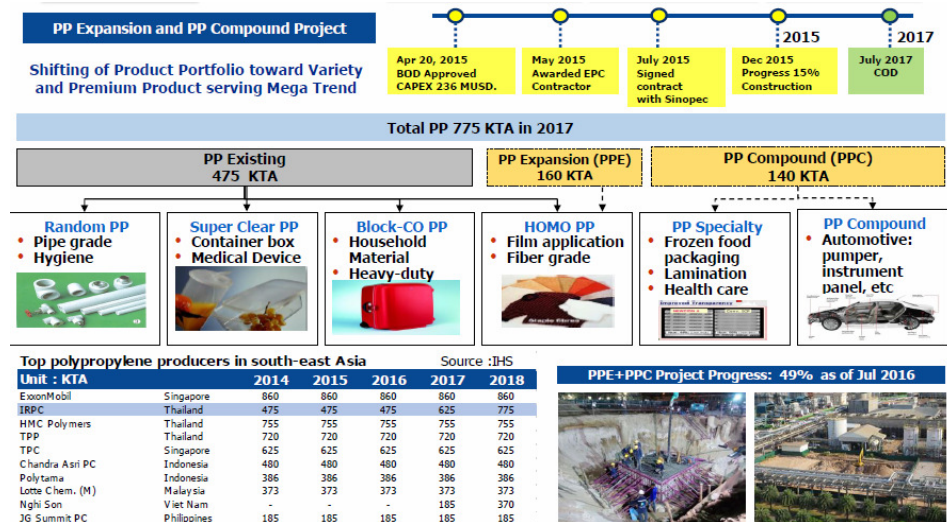 PP Expansion and PP Compound Project
Shifting of Product Portfolio toward Variety
and Premium Product serving Mega Trend
2015
2017
Apr 20, 2015
BOD Approved
CAPEX 236 MUSD.
May 2015
Awarded EPC
Contractor
July 2015
Signed
contract
with Sinopec
Dec 2015
Progress 15%
Construction
July 2017
COD
Total PP 775 KTA in 2017
PP Existing
475 KTA
PP Expansion (PPE)
160 KTA
PP Compound (PPC)
140 KTA
Random PP
• Pipe grade
• Hygiene
Super Clear PP
• Container box
• Medical Device
Block-CO PP
• Household
Material
• Heavy-duty
HOMO PP
• Film application
• Fiber grade
PP Specialty
• Frozen food
packaging
• Lamination
• Health care
PP Compound
• Automotive:
pumper,
instrument
panel, etc
Top polypropylene producers in south-east Asia Source :IHS
Unit : KTA 2014 2015 2016 2017 2018
ExxonMobil Singapore 860 860 860 860 860
IRPC Thailand 475 475 475 625 775
HMC Polymers Thailand 755 755 755 755 755
TPP Thailand 720 720 720 720 720
TPC Singapore 625 625 625 625 625
Chandra Asri PC Indonesia 480 480 480 480 480
Polytama Indonesia 386 386 386 386 386
Lotte Chem. (M) Malaysia 373 373 373 373 373
Nghi Son Viet Nam - - - 185 370
JG Summit PC Philippines 185 185 185 185 185
PPE+PPC Project Progress: 49% as of Jul 2016